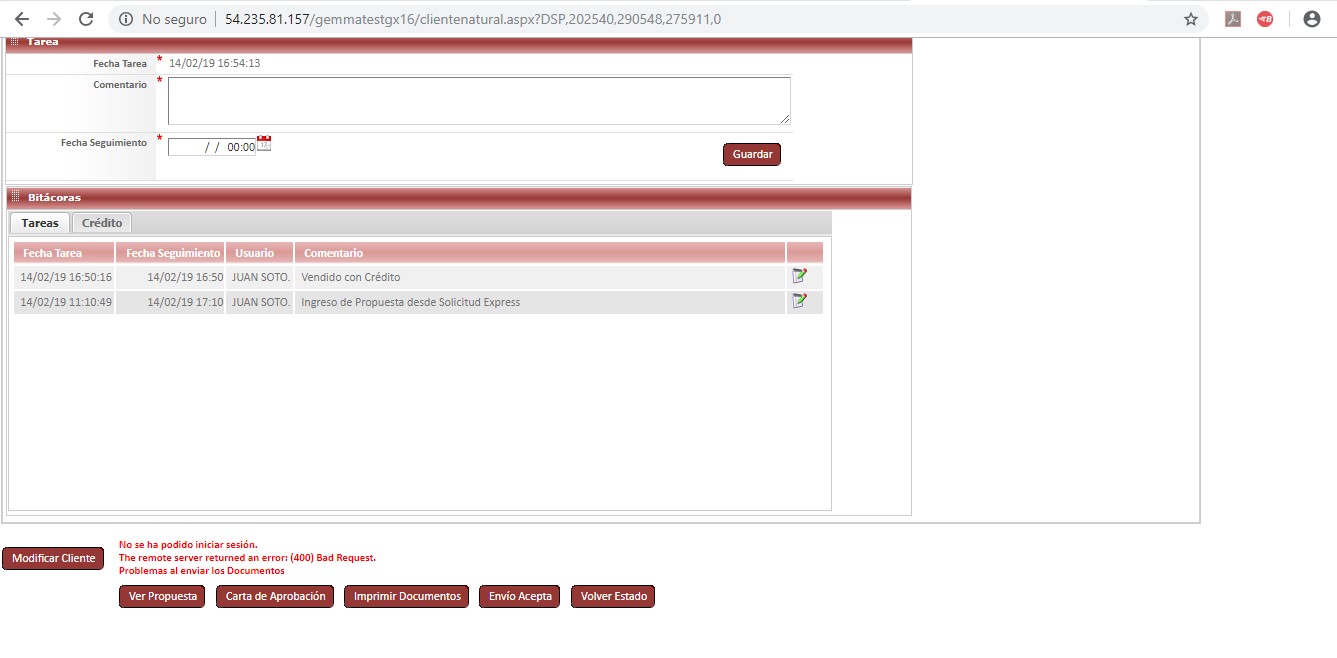 No seguro 54.235.81.157/gemmatestgx16/clientenatural.aspx?DSP,202540,290548,275911,0
Tarea
Fecha Tarea * 14/02/19 16:54:13
Comentario *
Fecha Seguimiento * / / 00:00
Guardar
Bitácoras
Tareas Crédito
Fecha Tarea Fecha Seguimiento Usuario Comentario
14/02/19 16:50:16 14/02/19 16:50 JUAN SOTO. Vendido con Crédito
14/02/19 11:10:49 14/02/19 17:10 JUAN SOTO. Ingreso de Propuesta desde Solicitud Express
No se ha podido iniciar sesión.
Modificar Cliente The remote server returned an error: (400) Bad Request.
Problemas al enviar los Documentos
Ver Propuesta Carta de Aprobación Imprimir Documentos Envío Acepta Volver Estado